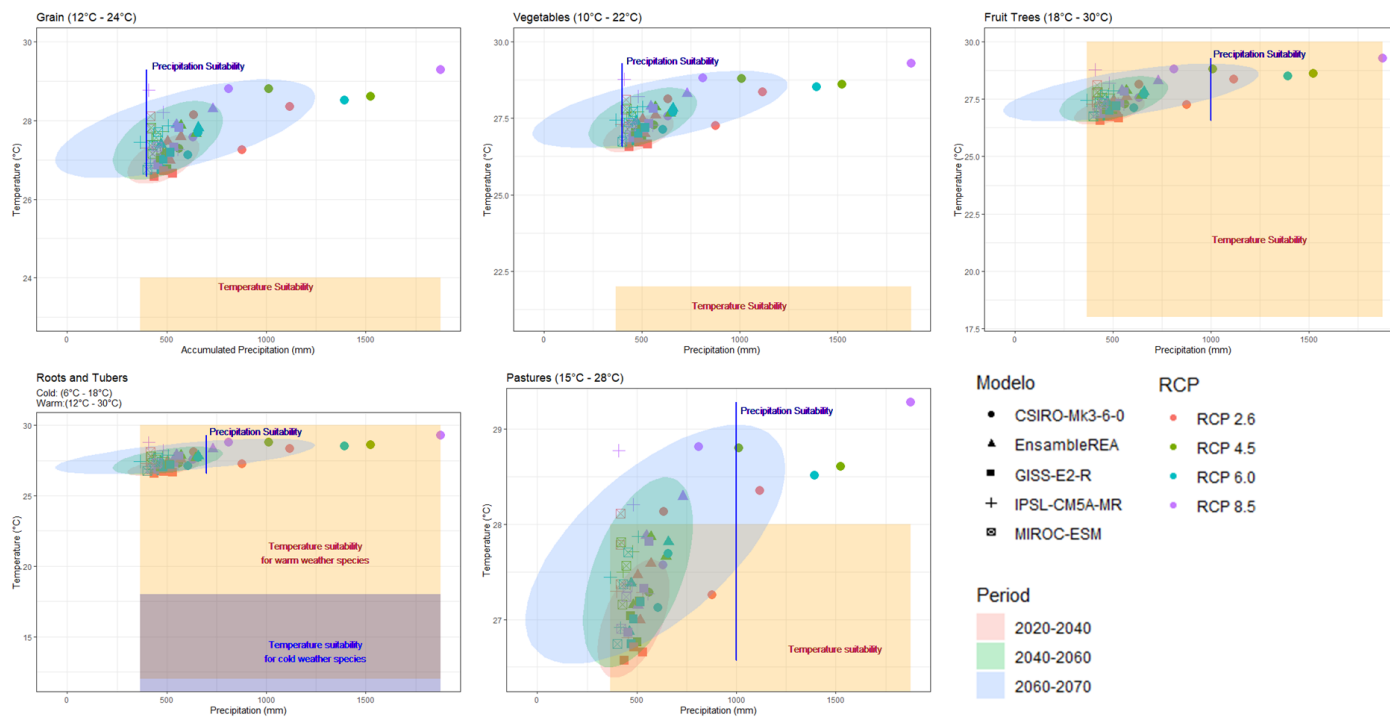 Grain (12°C - 24°C)
30
28
26
24
Temperature (°C)
Precipitation Suitability
Temperature Suitability
0
500
1000
1500
Accumulated Precipitation (mm)
Vegetables (10°C - 22°C)
30.0
27.5
25.0
22.5
Temperature (°C)
Precipitation Suitability
Temperature Suitability
0
500
1000
1500
Precipitation (mm)
Fruit Trees (18°C - 30°C)
30.0
27.5
25.0
22.5
20.0
17.5
Temperature (°C)
Precipitation Suitability
Temperature Suitability
0
500
1000
1500
Precipitation (mm)
Roots and Tubers
Cold: (6°C - 18°C)
Warm:(12°C - 30°C)
30
25
20
15
Temperature (°C)
Precipitation Suitability
Temperature suitability
for warm weather species
Temperature suitability
for cold weather species
0
500
1000
1500
Precipitation (mm)
Pastures (15°C - 28°C)
29
28
27
Temperature (°C)
Precipitation Suitability
Temperature suitability
0
500
1000
1500
Precipitation (mm)
Modelo
CSIRO-Mk3-6-0
EnsambleREA
GISS-E2-R
IPSL-CM5A-MR
MIROC-ESM
RCP
RCP 2.6
RCP 4.5
RCP 6.0
RCP 8.5
Period
2020-2040
2040-2060
2060-2070